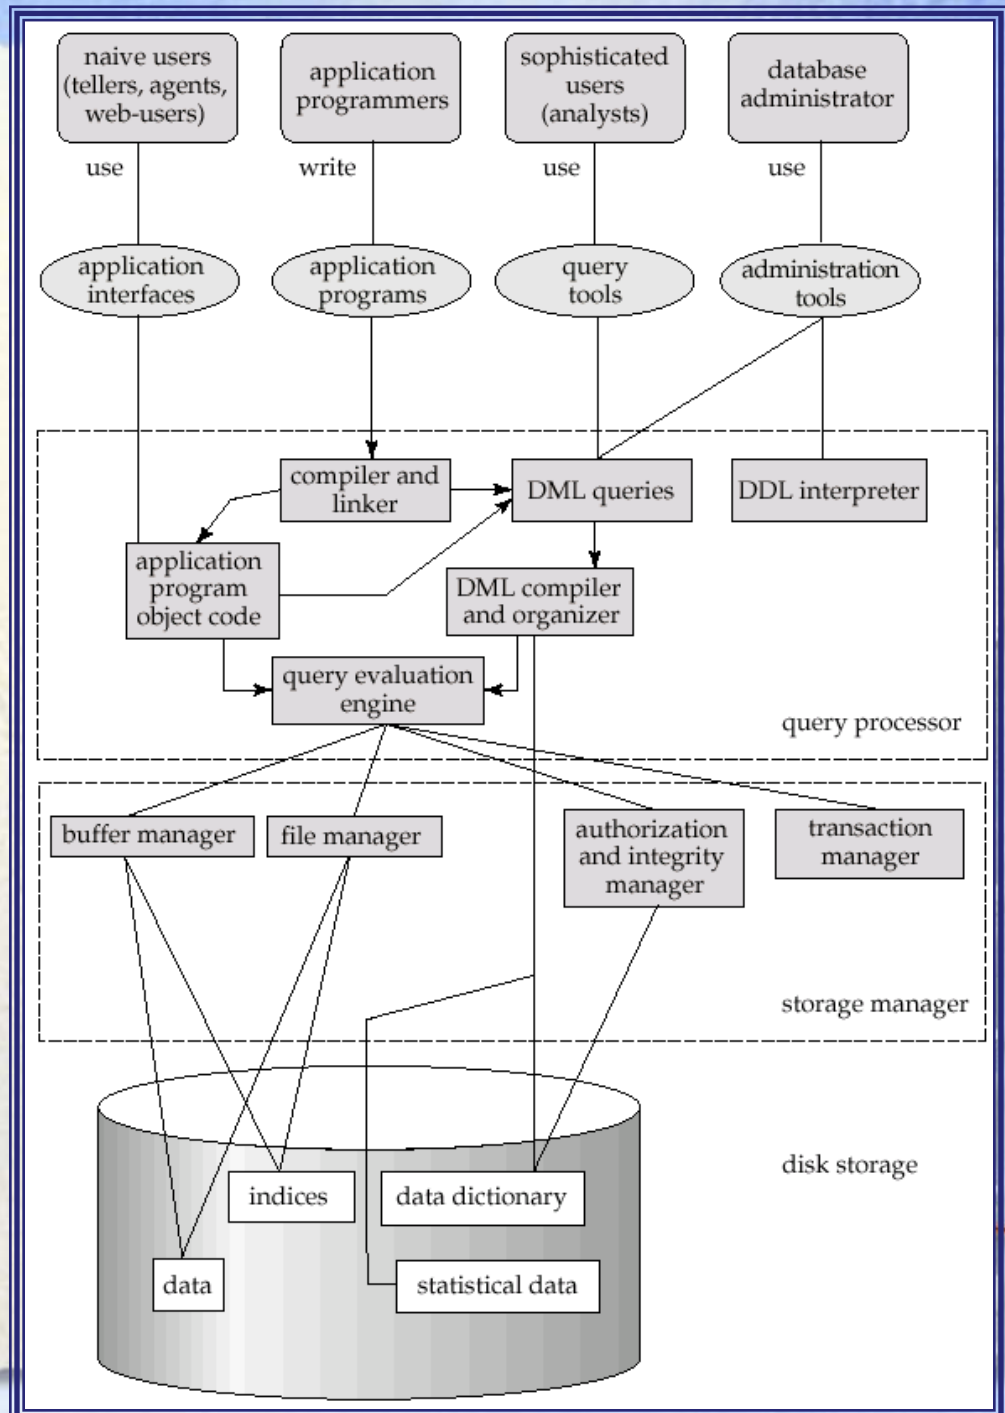 naive users
(tellers, agents,
web-users)
application
programmers
sophisticated
users
(analysts)
database
administrator
use
write
use
use
application
interfaces
application
programs
query
tools
administration
tools
compiler and
linker
DML queries
DDL interpreter
application
program
object code
DML compiler
and organizer
query evaluation
engine
query processor
buffer manager
file manager
authorization
and integrity
manager
transaction
manager
storage manager
disk storage
indices
data dictionary
data
statistical data